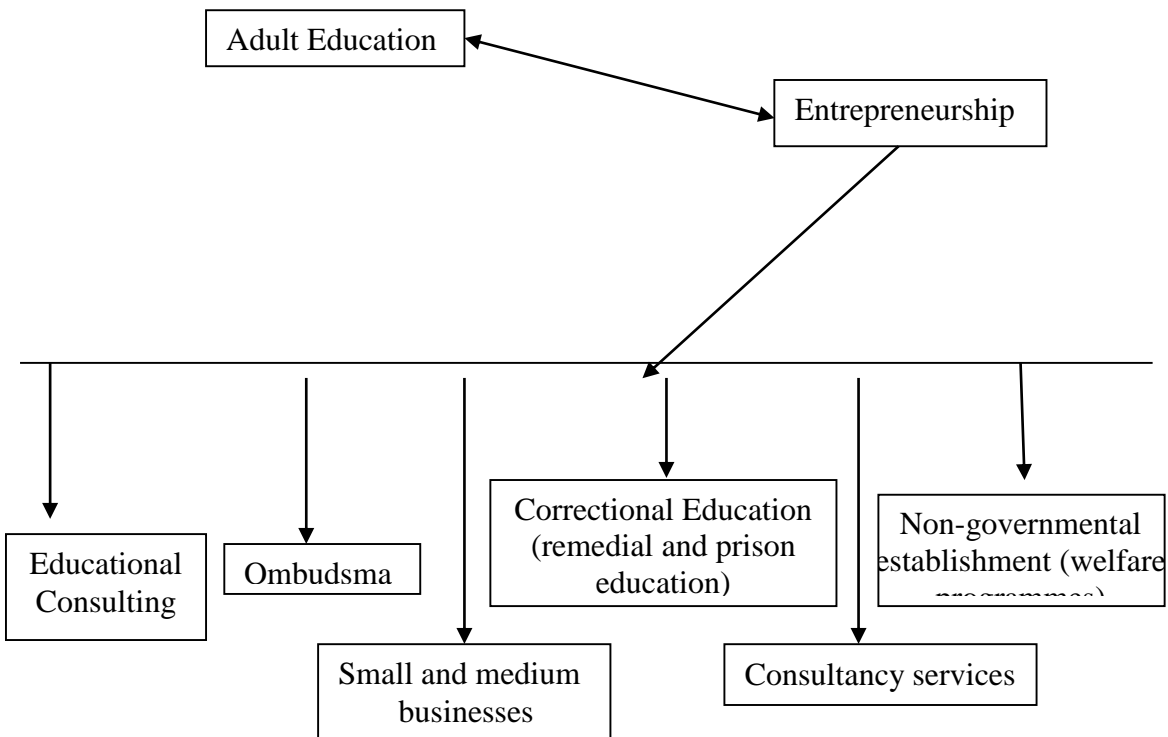 Adult Education
Entrepreneurship
Educational
Consulting
Ombudsma
Small and medium
businesses
Correctional Education
(remedial and prison
education)
Consultancy services
Non-governmental
establishment (welfare
programmes)